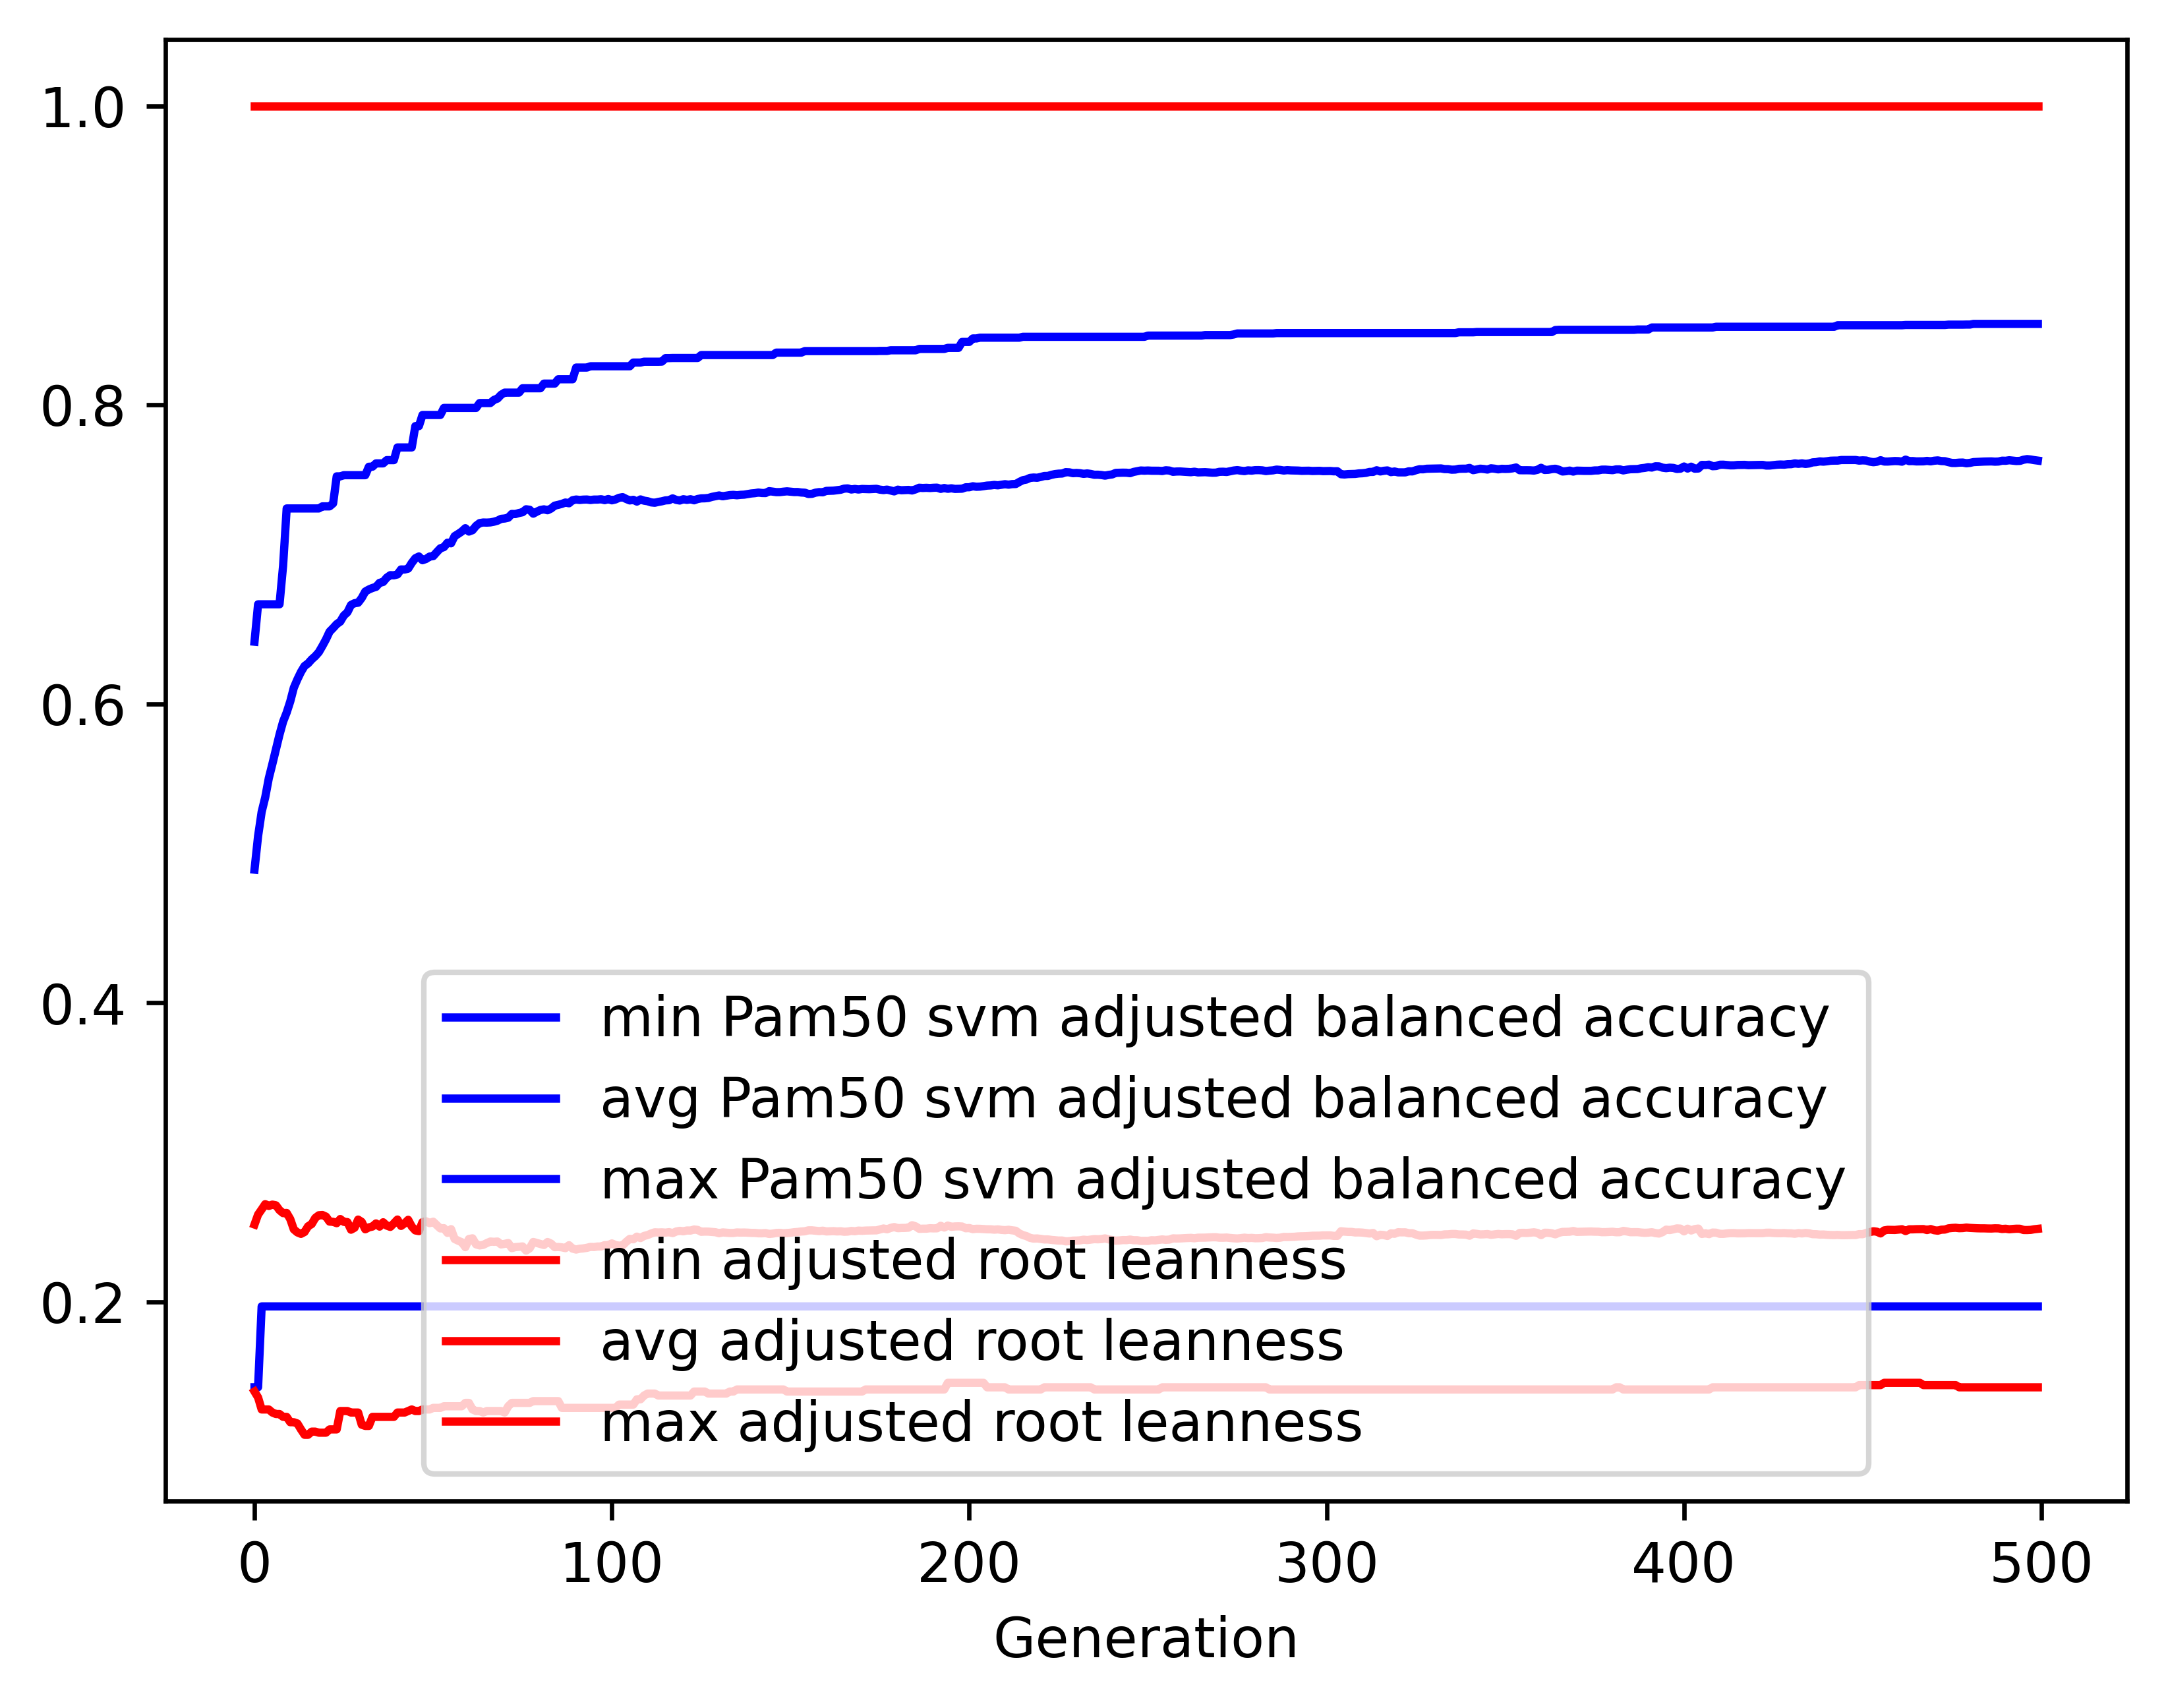 1.0
0.8
0.6
0.4
0.2
min Pam50 svm adjusted balanced accuracy
avg Pam50 svm adjusted balanced accuracy
max Pam50 svm adjusted balanced accuracy
min adjusted root leanness
avg adjusted root leanness
max adjusted root leanness
0 100 200 300 400 500
Generation